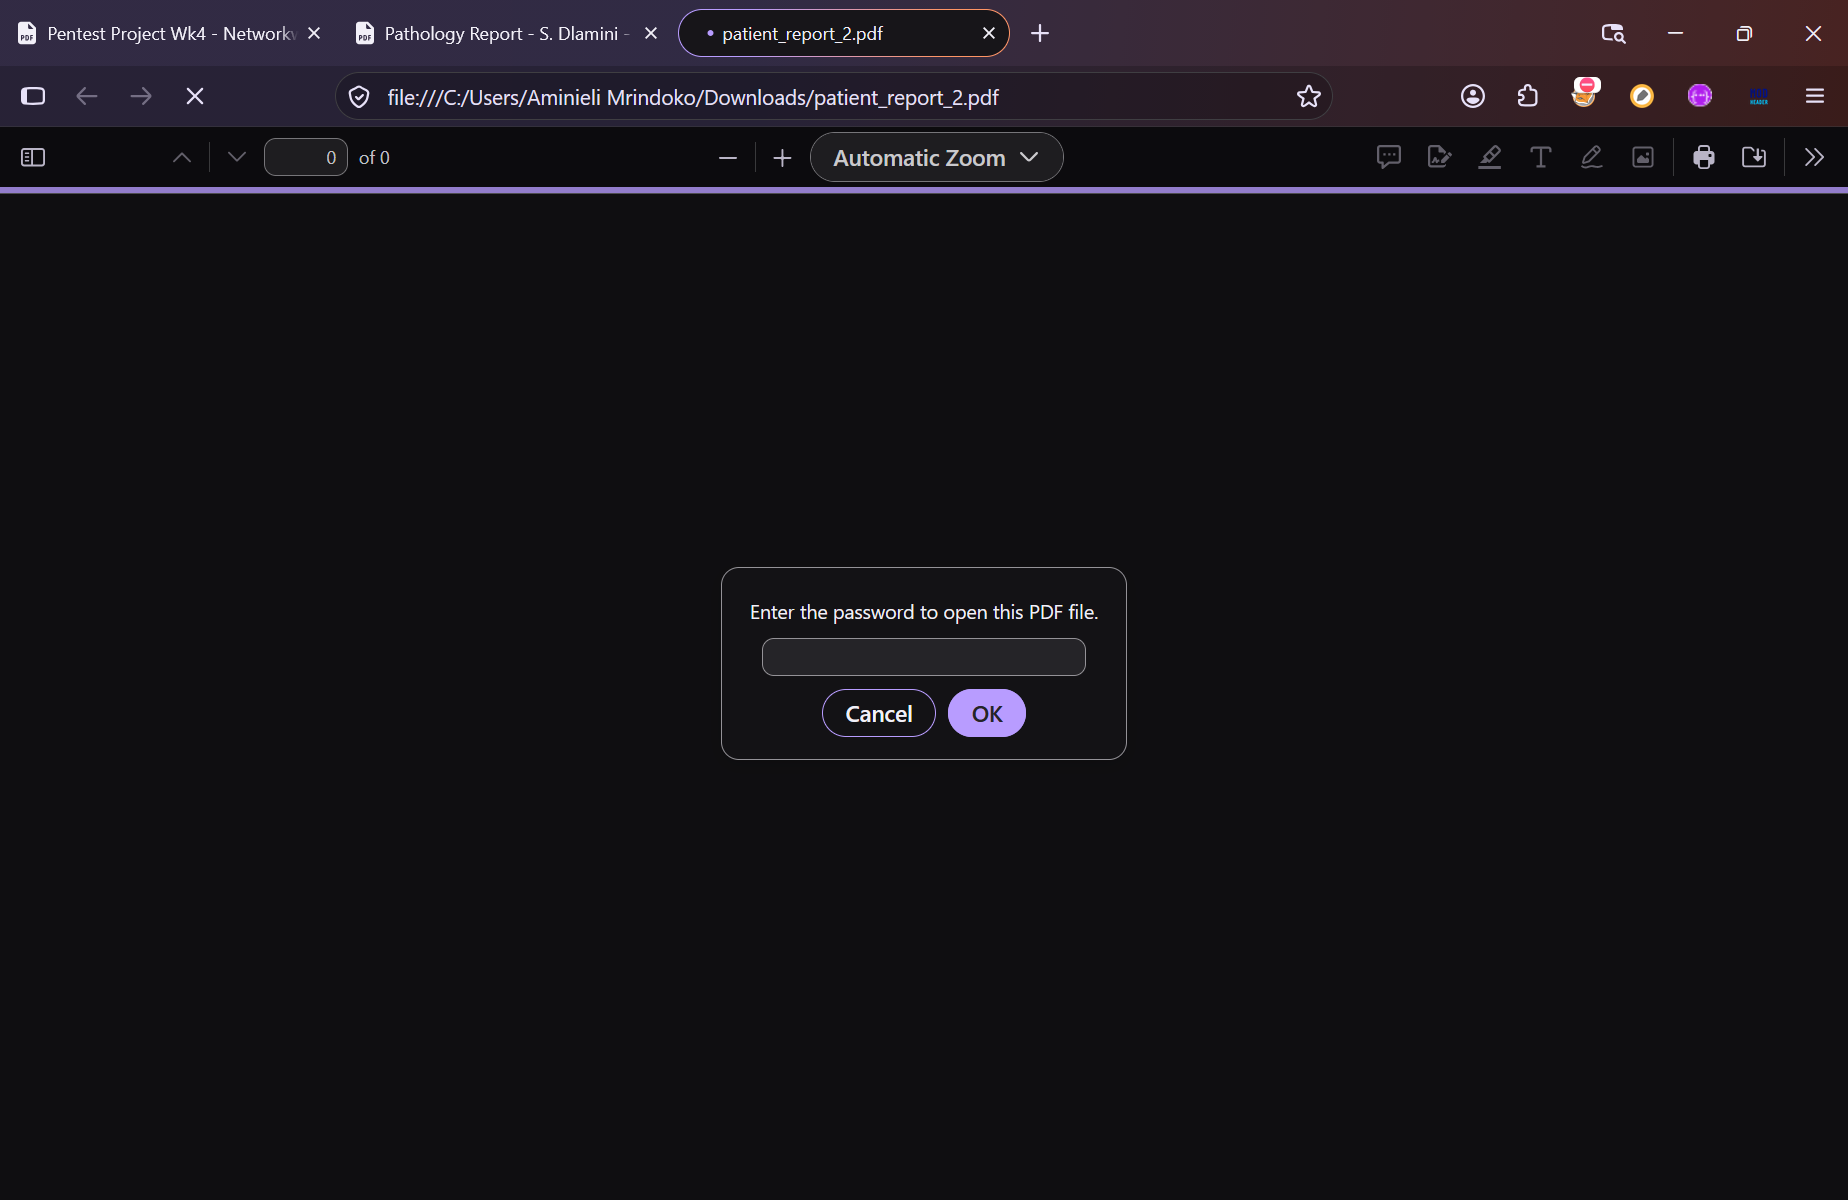 Pentest Project Wk4 - Network
Pathology Report - S. Dlamini -
patient_report_2.pdf
file:///C:/Users/Aminieli Mrindoko/Downloads/patient_report_2.pdf
0 of 0
Automatic Zoom
Enter the password to open this PDF file.
Cancel
OK